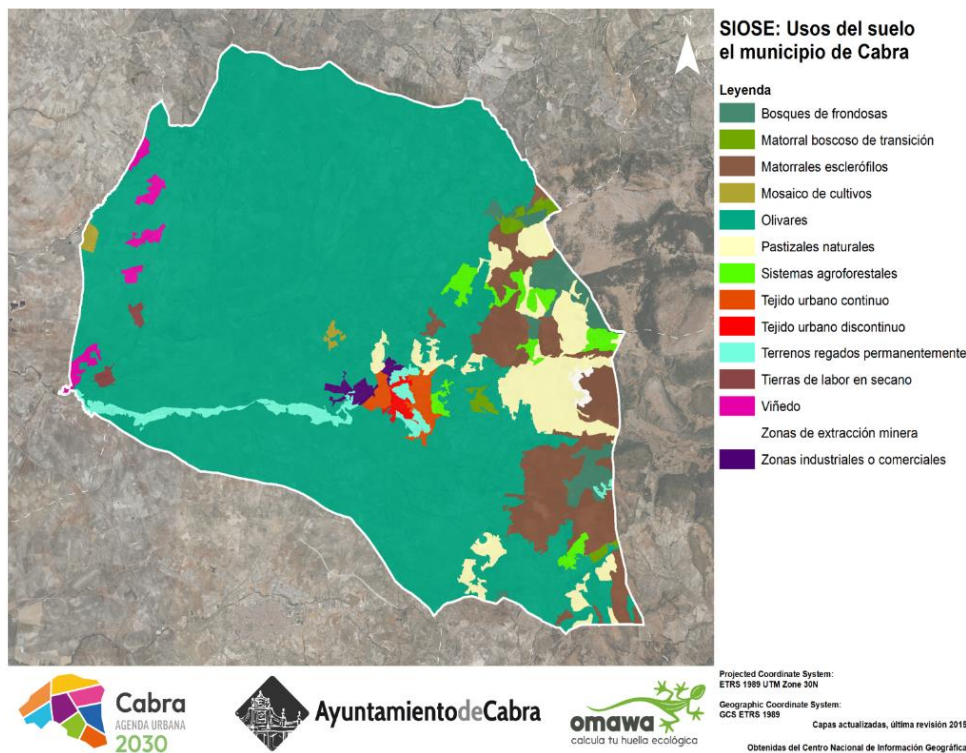 N
SIOSE: Usos del suelo
el municipio de Cabra
Leyenda
Bosques de frondosas
Matorral boscoso de transición
Matorrales esclerófilos
Mosaico de cultivos
Olivares
Pastizales naturales
Sistemas agroforestales
Tejido urbano continuo
Tejido urbano discontinuo
Terrenos regados permanentemente
Tierras de labor en secano
Viñedo
Zonas de extracción minera
Zonas industriales o comerciales
Cabra
AGENDA URBANA
2030
AyuntamientodeCabra
omawa
calcula tu huella ecológica
Projected Coordinate System:
ETRS 1989 UTM Zone 30N
Geographic Coordinate System:
GCS ETRS 1989
Capas actualizadas, última revisión 2015
Obtenidas del Centro Nacional de Información Geográfica